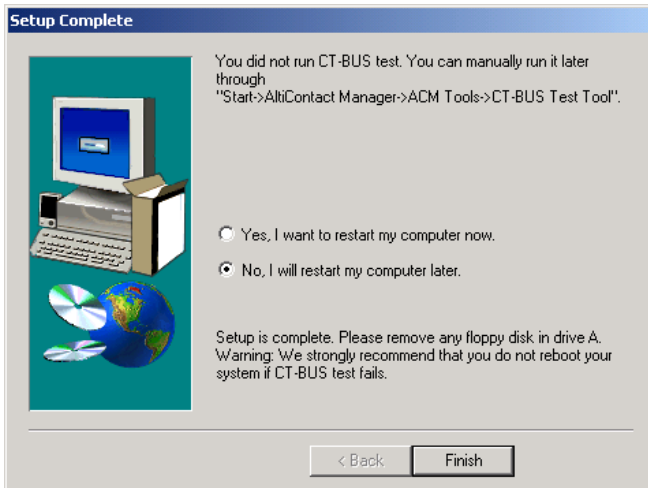 Setup Complete
You did not run CT-BUS test. You can manually run it later
through
"Start->AltiContact Manager->ACM Tools->CT-BUS Test Tool".
Yes, I want to restart my computer now.
No, I will restart my computer later.
Setup is complete. Please remove any floppy disk in drive A.
Warning: We strongly recommend that you do not reboot your
system if CT-BUS test fails.
< Back
Finish